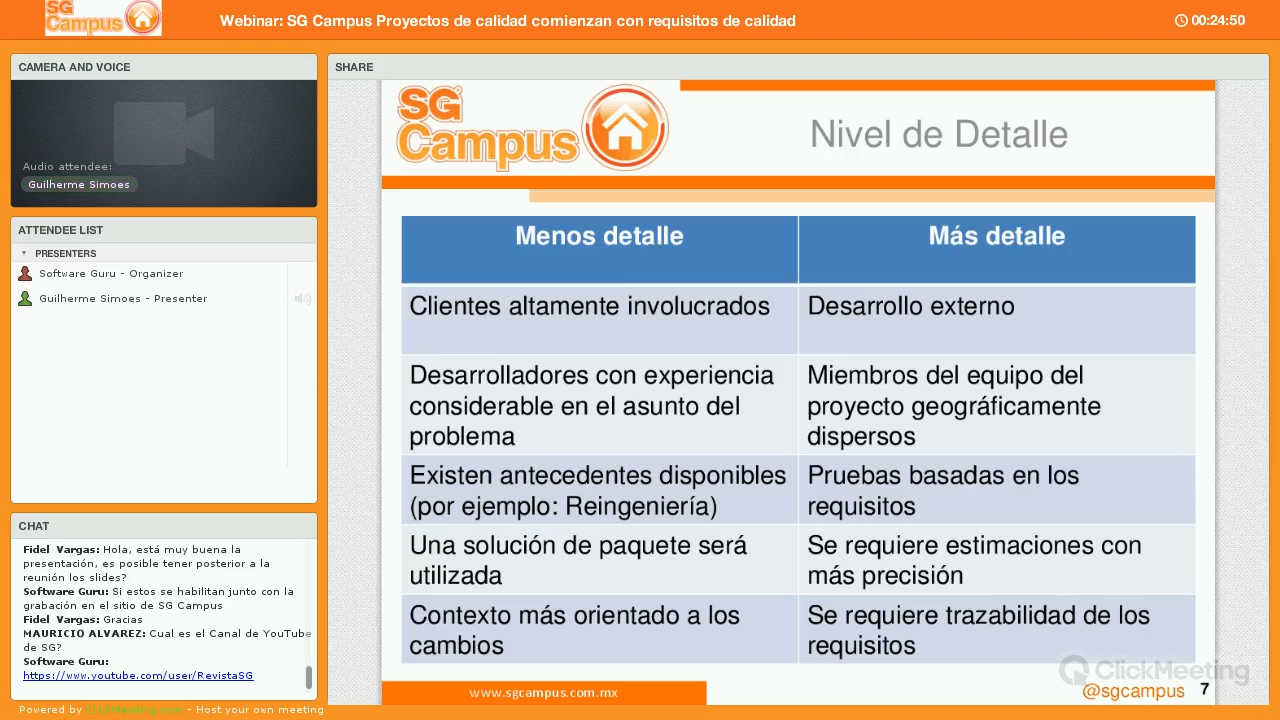 SG Campus
Webinar: SG Campus Proyectos de calidad comienzan con requisitos de calidad
00:24:50
CAMERA AND VOICE
Audio attendee:
Guilherme Simoes
ATTENDEE LIST
PRESENTERS
Software Guru - Organizer
Guilherme Simoes - Presenter
CHAT
Fidel Vargas: Hola, está muy buena la
presentación, es posible tener posterior a la
reunión los slides?
Software Guru: Si estos se habilitan junto con la
grabación en el sitio de SG Campus
Fidel Vargas: Gracias
MAURICIO ALVAREZ: Cual es el Canal de YouTube
de SG?
Software Guru:
https://www.youtube.com/user/RevistaSG
Powered by ClickMeeting.com - Host your own meeting
SHARE
SG
Campus
Nivel de Detalle
Menos detalle
Más detalle
Clientes altamente involucrados
Desarrollo externo
Desarrolladores con experiencia
considerable en el asunto del
problema
Miembros del equipo del
proyecto geográficamente
dispersos
Existen antecedentes disponibles
(por ejemplo: Reingeniería)
Pruebas basadas en los
requisitos
Una solución de paquete será
utilizada
Se requiere estimaciones con
más precisión
Contexto más orientado a los
cambios
Se requiere trazabilidad de los
requisitos
ClickMeeting
www.sgcampus.com.mx
@sgcampus
7